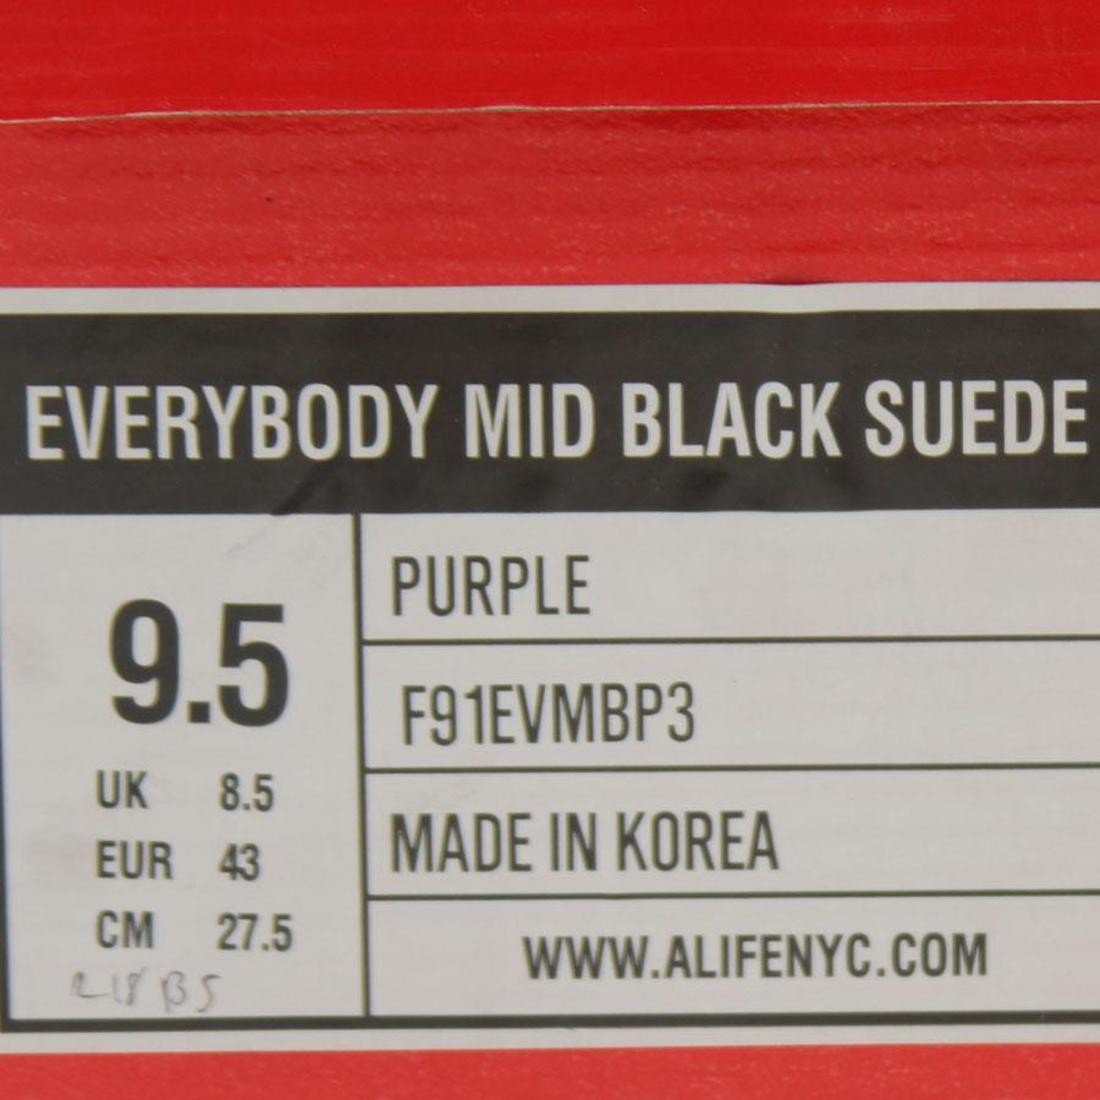 EVERYBODY MID BLACK SUEDE
9.5
UK 8.5
EUR 43
CM 27.5
PURPLE
F91EVMBP3
MADE IN KOREA
WWW.ALIFENYC.COM